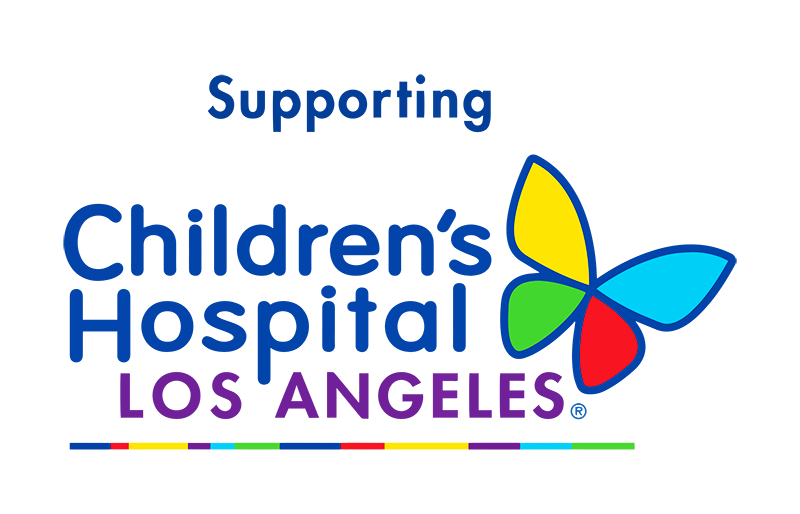 Supporting
Children's
Hospital
LOS ANGELES®